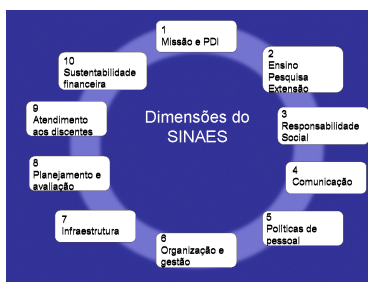 Dimensões do
SINAES
1
Missão e PDI
2
Ensino
Pesquisa
Extensão
3
Responsabilidade
Social
4
Comunicação
5
Políticas de
pessoal
6
Organização e
gestão
7
Infraestrutura
8
Planejamento e
avaliação
9
Atendimento
aos discentes
10
Sustentabilidade
financeira